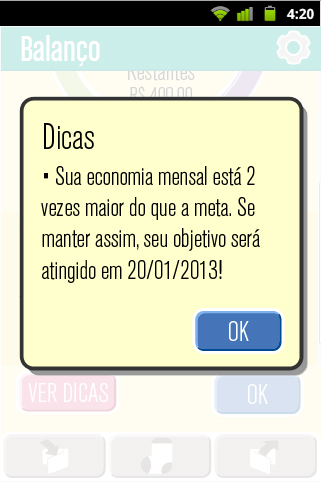 4:20
Balanço
Restantes
R$ 400,00
Dicas
• Sua economia mensal está 2
vezes maior do que a meta. Se
manter assim, seu objetivo será
atingido em 20/01/2013!
OK
VER DICAS
OK